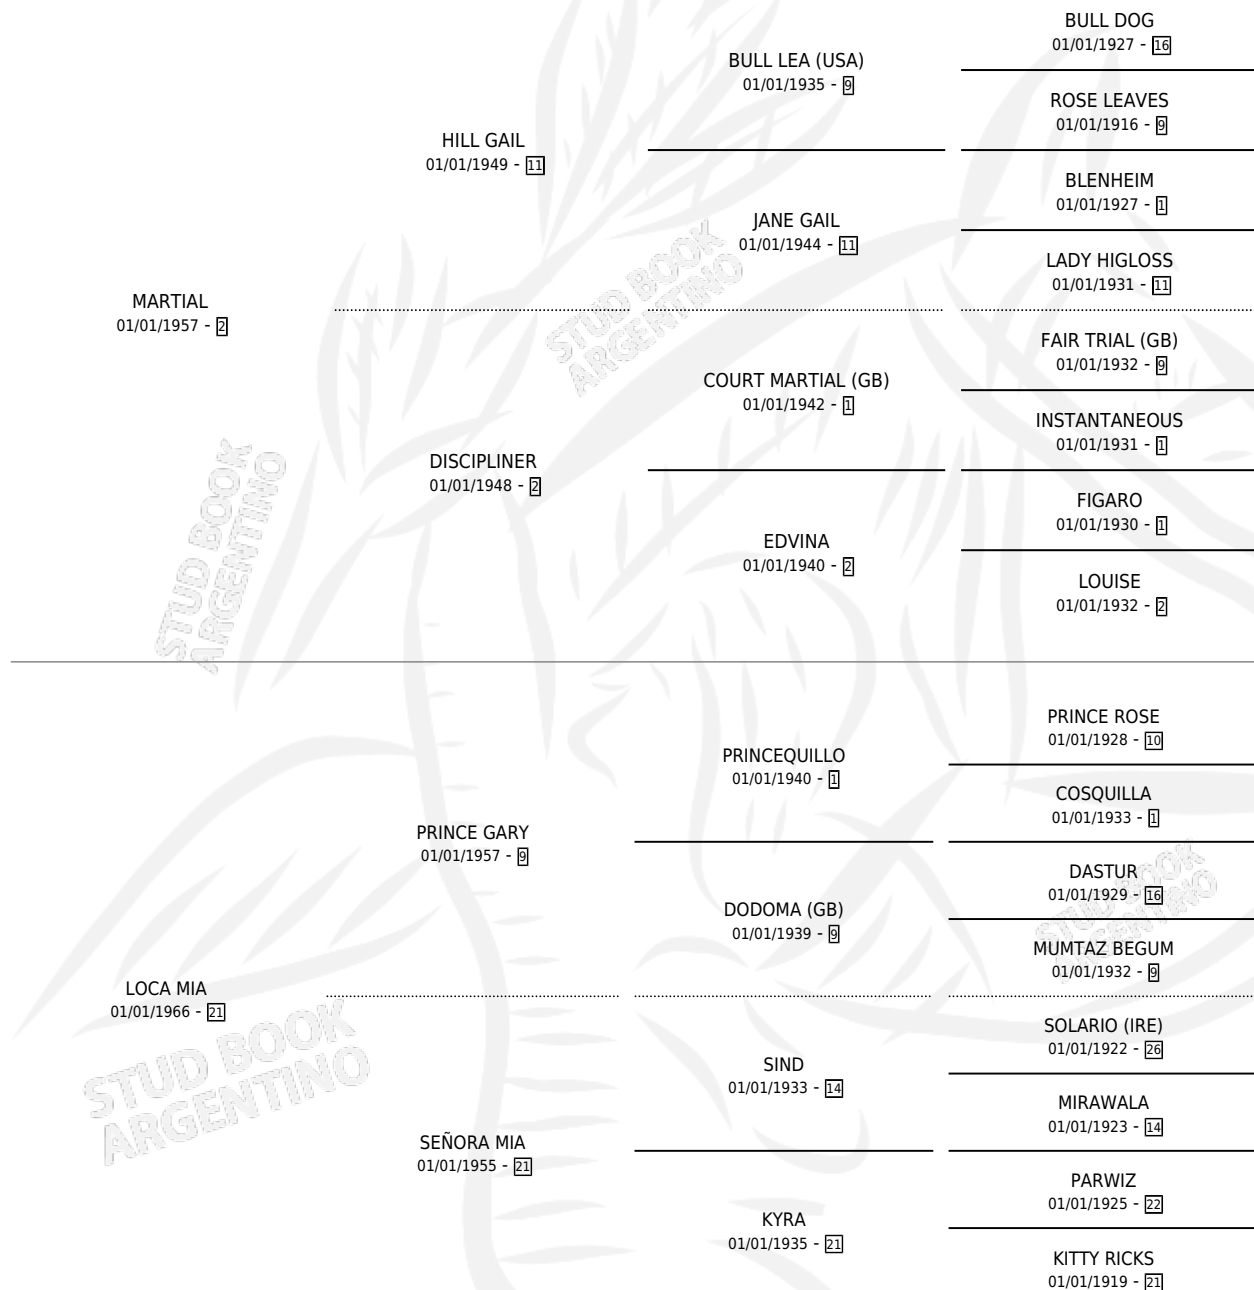 BULL DOG
01/01/1927 - 16
BULL LEA (USA)
01/01/1935 - 9
ROSE LEAVES
01/01/1916 - 9
HILL GAIL
01/01/1949 - 11
BLENHEIM
01/01/1927 - 1
JANE GAIL
01/01/1944 - 11
LADY HIGLOSS
01/01/1931 - 11
MARTIAL
01/01/1957 - 2
STUD BOOK
ARGENTINO
FAIR TRIAL (GB)
01/01/1932 - 9
COURT MARTIAL (GB)
01/01/1942 - 1
INSTANTANEOUS
01/01/1931 - 1
DISCIPLINER
01/01/1948 - 2
FIGARO
01/01/1930 - 1
EDVINA
01/01/1940 - 2
LOUISE
01/01/1932 - 2
STUD BOOK
ARGENTINO
PRINCE ROSE
01/01/1928 - 10
PRINCEQUILLO
01/01/1940 - 1
COSQUILLA
01/01/1933 - 1
PRINCE GARY
01/01/1957 - 9
DASTUR
01/01/1929 - 16
DODOMA (GB)
01/01/1939 - 9
MUMTAZ BEGUM
01/01/1932 - 9
STUD BOOK
ARGENTINO
LOCA MIA
01/01/1966 - 21
SOLARIO (IRE)
01/01/1922 - 26
SIND
01/01/1933 - 14
MIRAWALA
01/01/1923 - 14
STUD BOOK
ARGENTINO
SEÑORA MIA
01/01/1955 - 21
PARWIZ
01/01/1925 - 22
KYRA
01/01/1935 - 21
KITTY RICKS
01/01/1919 - 21